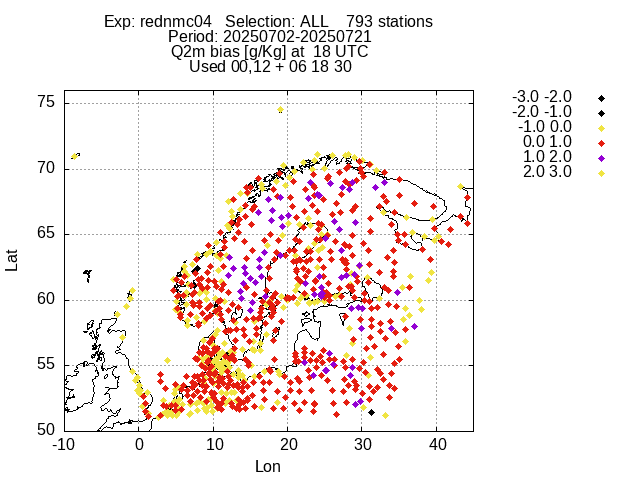 Exp: rednmc04   Selection: ALL    793 stations
Period: 20250702-20250721
Q2m bias [g/Kg] at  18 UTC
Used 00,12 + 06 18 30
-3.0 -2.0
-2.0 -1.0
-1.0 0.0
0.0 1.0
1.0 2.0
2.0 3.0
75
70
65
60
55
50
Lat
-10 0 10 20 30 40
Lon